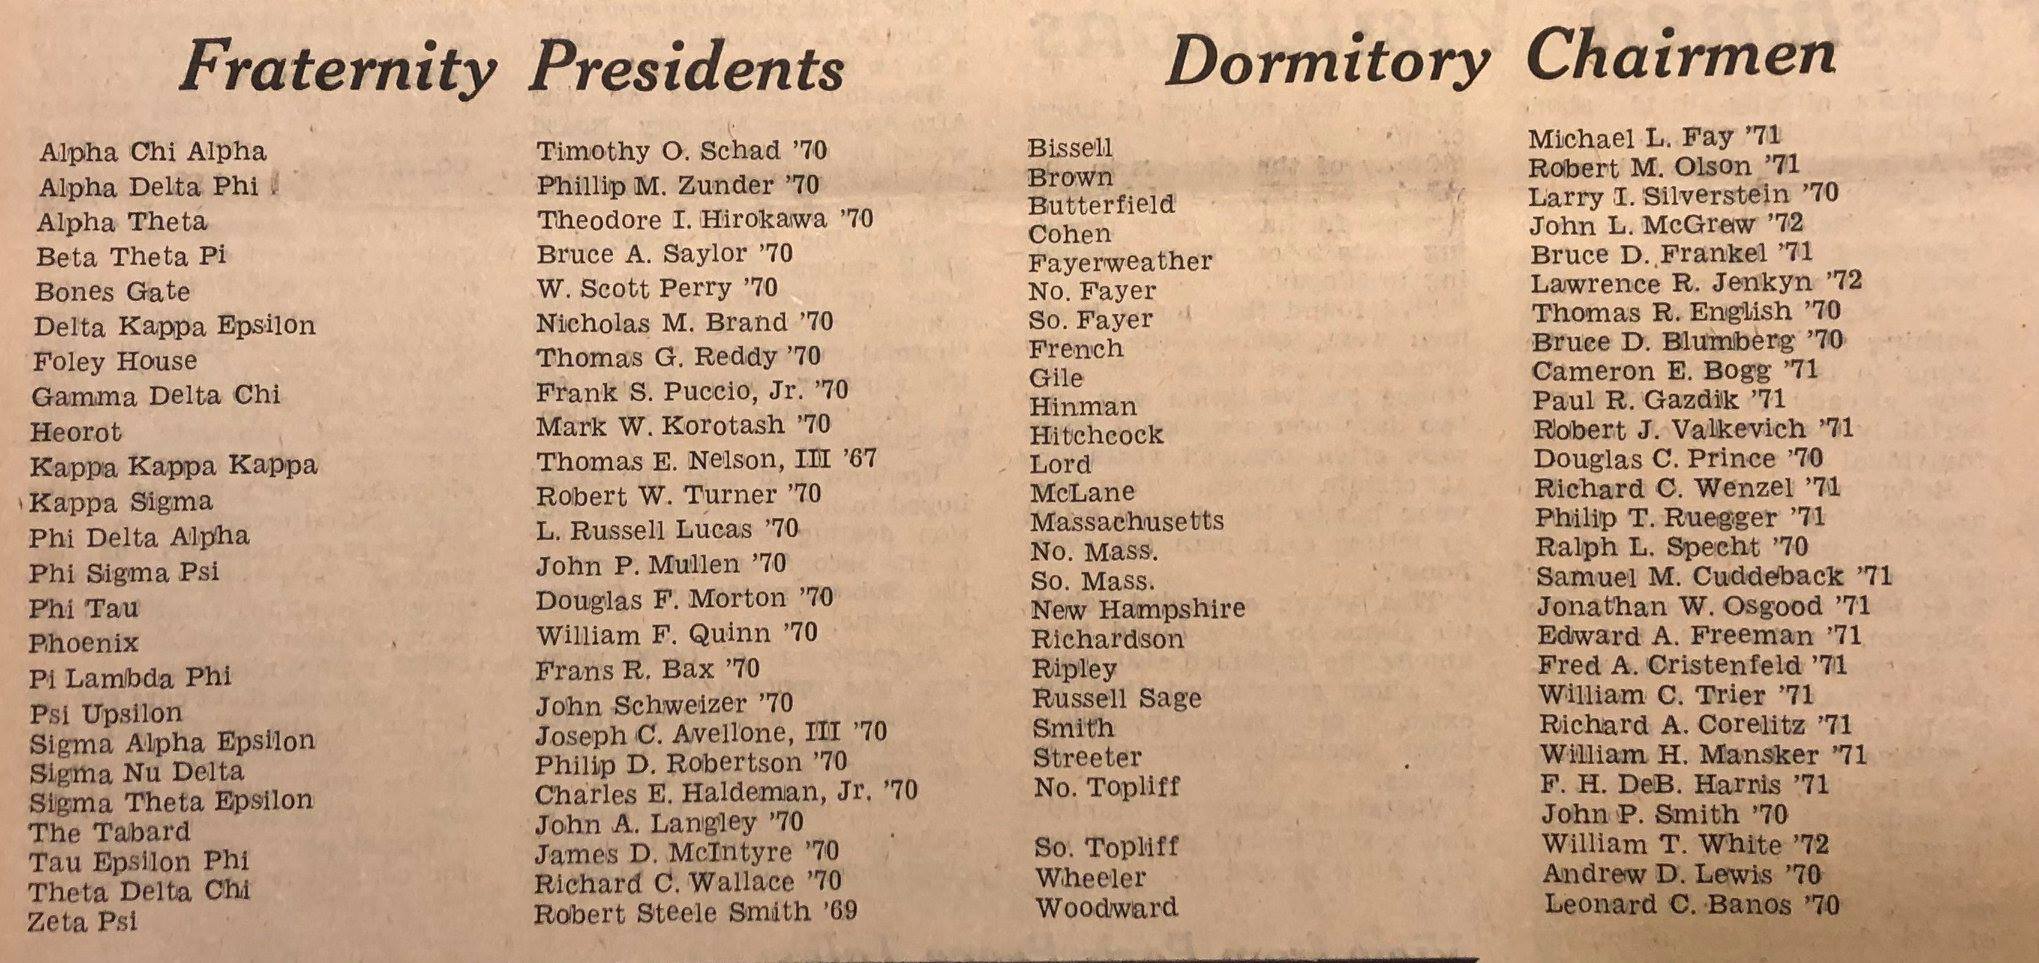 Fraternity Presidents
Alpha Chi Alpha Timothy O. Schad '70
Alpha Delta Phi Phillip M. Zunder '70
Alpha Theta Theodore I. Hirokawa '70
Beta Theta Pi Bruce A. Saylor '70
Bones Gate W. Scott Perry '70
Delta Kappa Epsilon Nicholas M. Brand '70
Foley House Thomas G. Reddy '70
Gamma Delta Chi Frank S. Puccio, Jr. '70
Heorot Mark W. Korotash '70
Kappa Kappa Kappa Thomas E. Nelson, III '67
Kappa Sigma Robert W. Turner '70
Phi Delta Alpha L. Russell Lucas '70
Phi Sigma Psi John P. Mullen '70
Phi Tau Douglas F. Morton '70
Phoenix William F. Quinn '70
Pi Lambda Phi Frans R. Bax '70
Psi Upsilon John Schweizer '70
Sigma Alpha Epsilon Joseph C. Avellone, III '70
Sigma Nu Delta Philip D. Robertson '70
Sigma Theta Epsilon Charles E. Haldeman, Jr. '70
The Tabard John A. Langley '70
Tau Epsilon Phi James D. McIntyre '70
Theta Delta Chi Richard C. Wallace '70
Zeta Psi Robert Steele Smith '69
Dormitory Chairmen
Bissell Michael L. Fay '71
Brown Robert M. Olson '71
Butterfield Larry I. Silverstein '70
Cohen John L. McGrew '72
Fayerweather Bruce D. Frankel '71
No. Fayer Lawrence R. Jenkyn '72
So. Fayer Thomas R. English '70
French Bruce D. Blumberg '70
Gile Cameron E. Bogg '71
Hinman Paul R. Gazdik '71
Hitchcock Robert J. Valkevich '71
Lord Douglas C. Prince '70
McLane Richard C. Wenzel '71
Massachusetts Philip T. Ruegger '71
No. Mass. Ralph L. Specht '70
So. Mass. Samuel M. Cuddeback '71
New Hampshire Jonathan W. Osgood '71
Richardson Edward A. Freeman '71
Ripley Fred A. Cristenfeld '71
Russell Sage William C. Trier '71
Smith Richard A. Corelitz '71
Streeter William H. Mansker '71
No. Topliff F. H. DeB. Harris '71
John P. Smith '70
So. Topliff William T. White '72
Wheeler Andrew D. Lewis '70
Woodward Leonard C. Banos '70